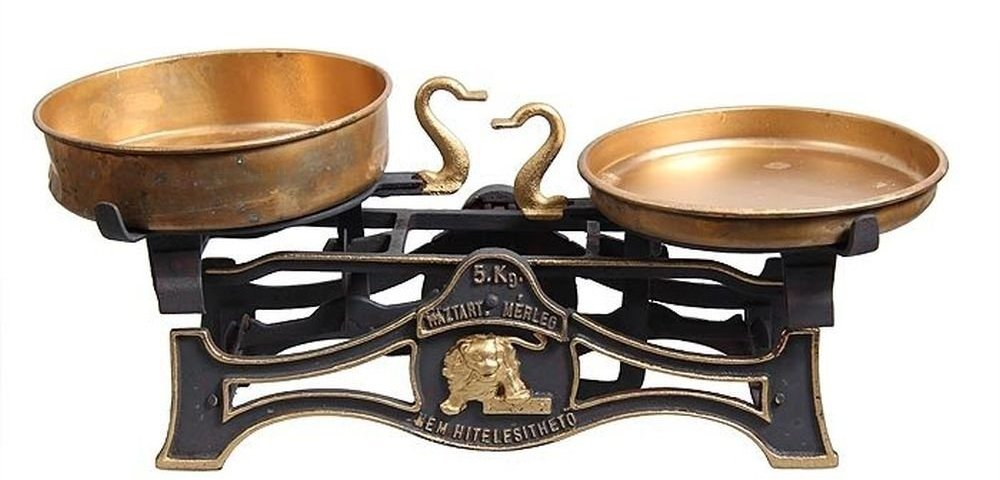 5.Kg.
HÁZTART. MÉRLEG
NEM HITELESITHETŐ